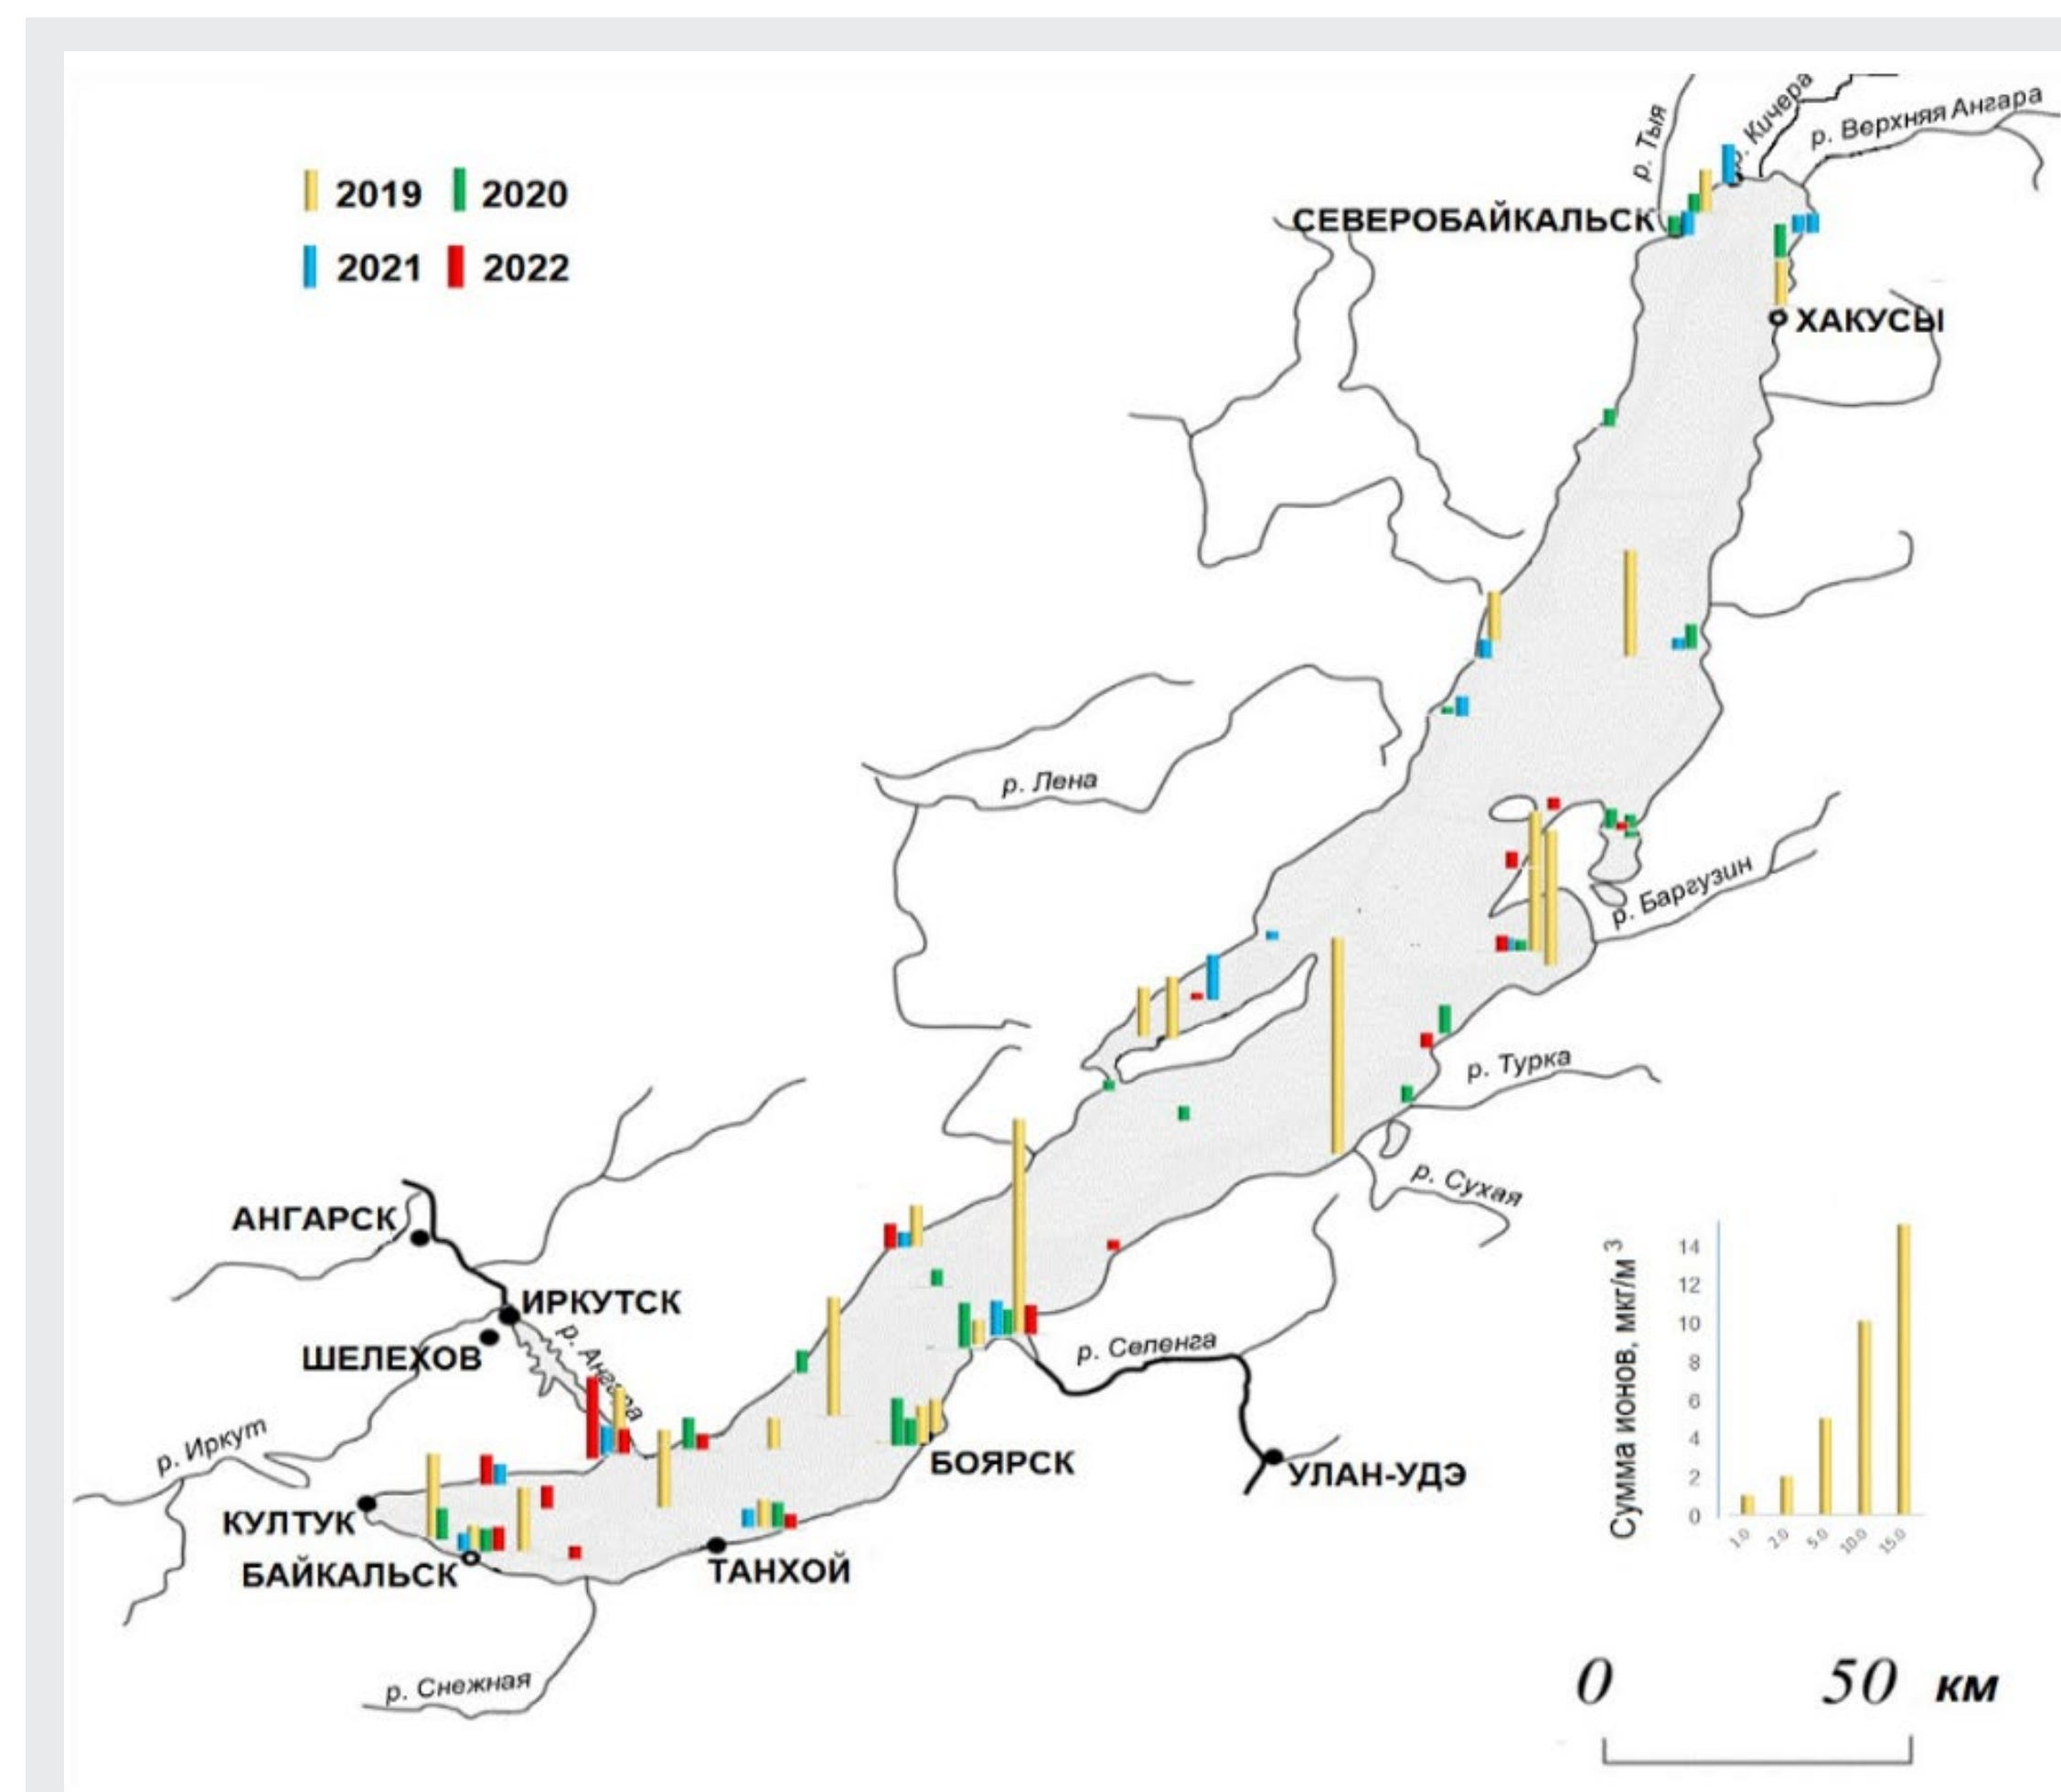 р. Тыя
р. Кичера
р. Верхняя Ангара
2019
2020
СЕВЕРОБАЙКАЛЬСК
2021
2022
ХАКУСЫ
р. Лена
р. Баргузин
р. Турка
р. Сухая
АНГАРСК
ИРКУТСК
ШЕЛЕХОВ
р. Ангара
р. Селенга
р. Иркут
БОЯРСК
УЛАН-УДЭ
КУЛТУК
БАЙКАЛЬСК
ТАНХОЙ
р. Снежная
Сумма ионов, мкг/м 3
14
12
10
8
6
4
2
0
1.0 2.0 5.0 10.0 15.0
0 50 км